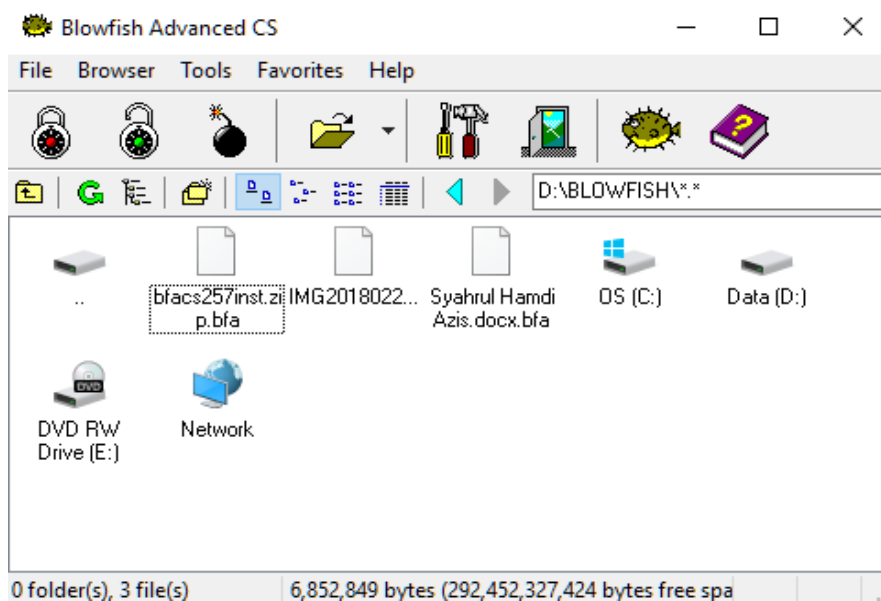 Blowfish Advanced CS
File Browser Tools Favorites Help
D:\BLOWFISH\*.*
..
bfacs257inst.zi
p.bfa
IMG2018022...
Syahrul Hamdi
Azis.docx.bfa
OS (C:)
Data (D:)
DVD
DVD RW
Drive (E:)
Network
0 folder(s), 3 file(s)
6,852,849 bytes (292,452,327,424 bytes free spa